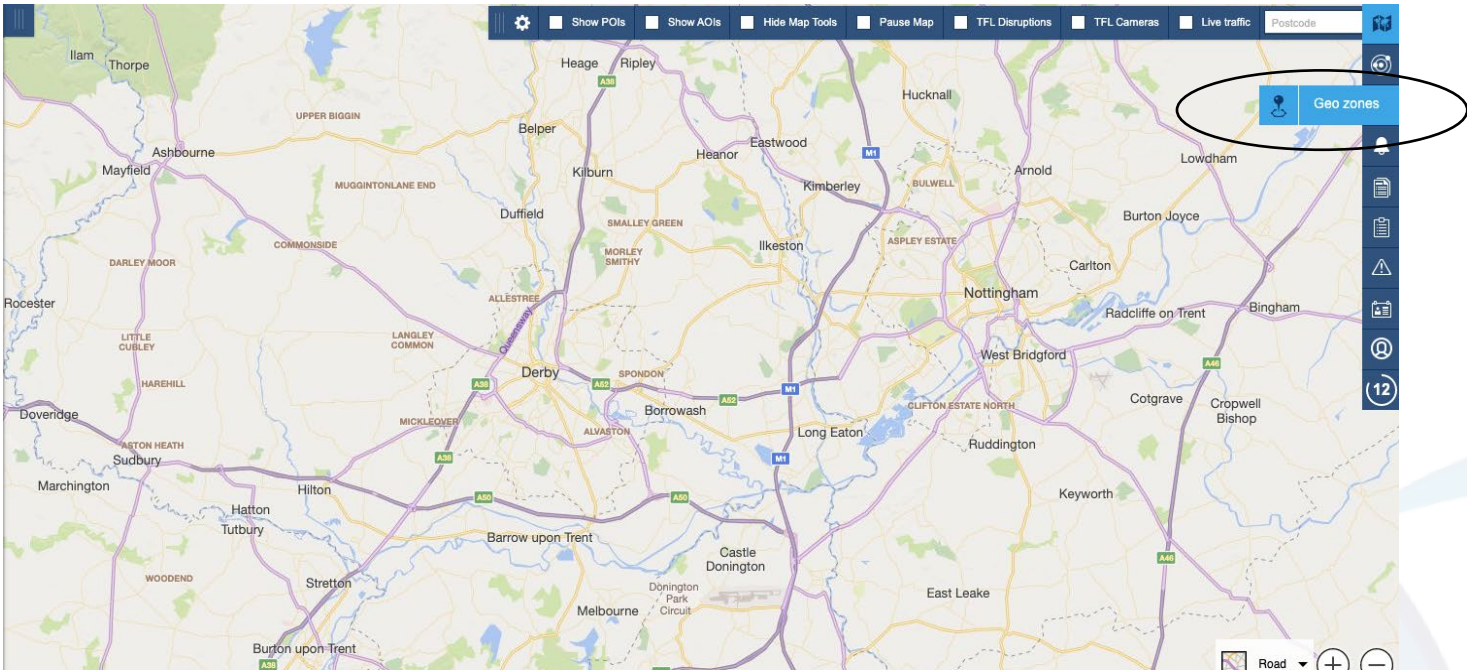 Show POIs
Show AOIs
Hide Map Tools
Pause Map
TFL Disruptions
TFL Cameras
Live traffic
Postcode
Geo zones
Ilam
Thorpe
Heage
Ripley
A38
Hucknall
UPPER BIGGIN
Belper
Eastwood
Ashbourne
Heanor
M1
Lowdham
Mayfield
Kilburn
Arnold
MUGGINTONLANE END
Kimberley
BULWELL
Duffield
Burton Joyce
SMALLEY GREEN
COMMONSIDE
Ilkeston
ASPLEY ESTATE
MORLEY
SMITHY
DARLEY MOOR
Carlton
Nottingham
ALLESTREE
Rocester
Queensway
Radcliffe on Trent
Bingham
LITTLE
CUBLEY
LANGLEY
COMMON
West Bridgford
A46
Derby
SPONDON
HAREHILL
A38
A52
M1
A52
Cotgrave
Cropwell
Bishop
(12)
Doveridge
MICKLEOVER
Borrowash
CLIFTON ESTATE NORTH
ALVASTON
Long Eaton
ASTON HEATH
Ruddington
Sudbury
A38
M1
Marchington
Hilton
A50
A50
Keyworth
Hatton
Tutbury
Barrow upon Trent
Castle
Donington
A46
WOODEND
Stretton
Donington
Park
Circuit
East Leake
Melbourne
Burton upon Trent
A38
Road